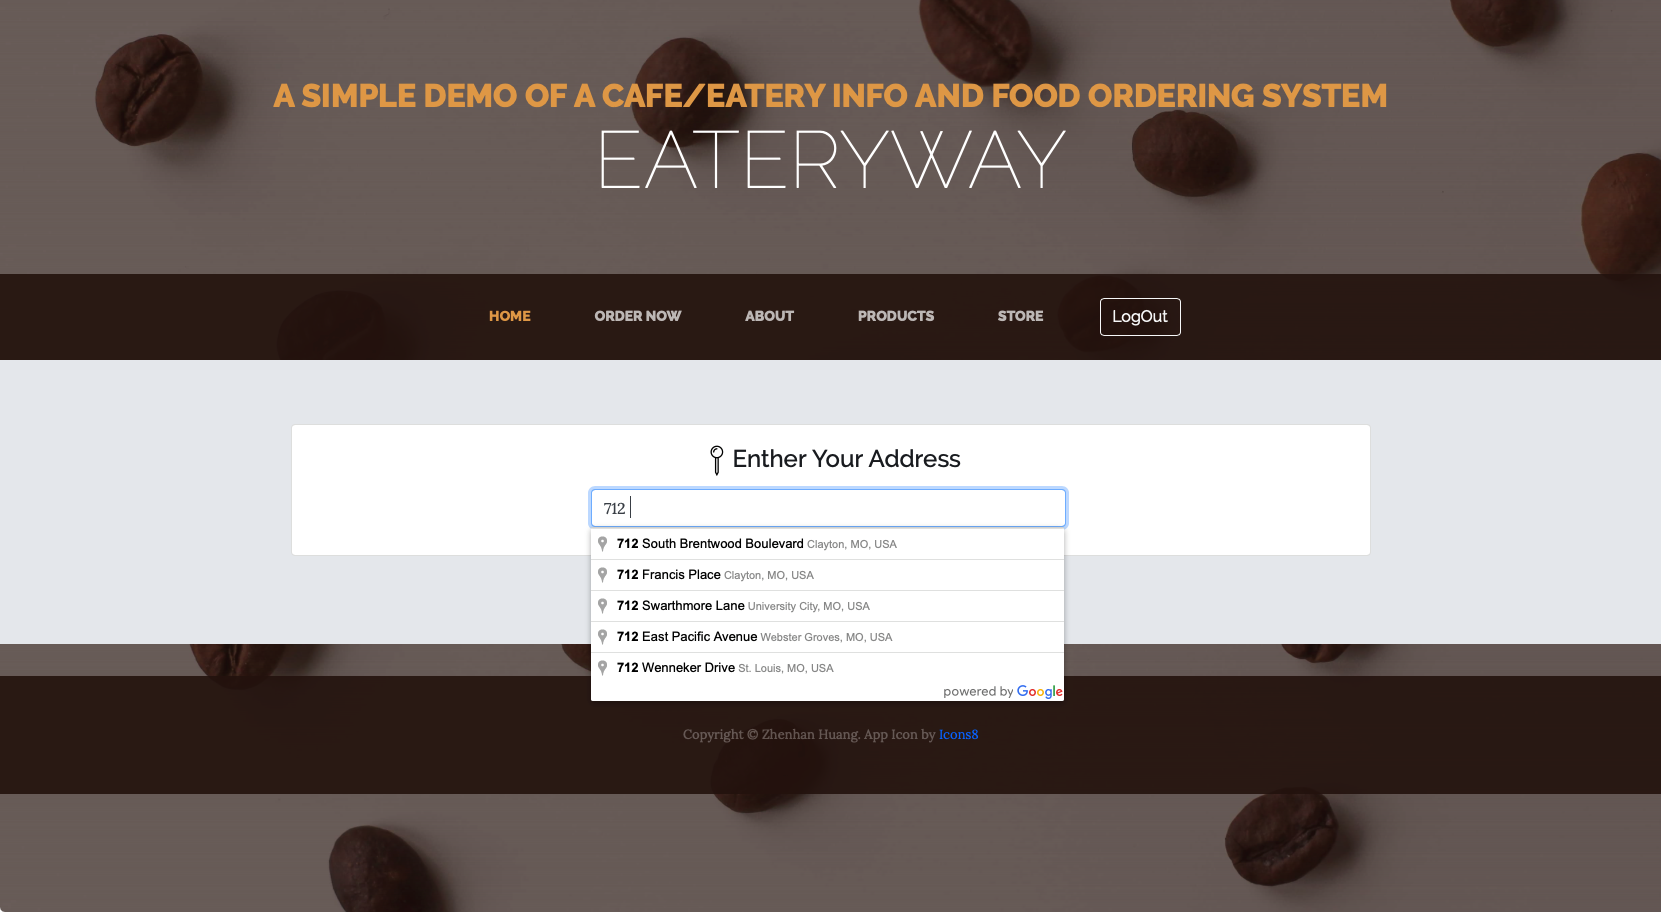 A SIMPLE DEMO OF A CAFE/EATERY INFO AND FOOD ORDERING SYSTEM
EATERYWAY
HOME ORDER NOW ABOUT PRODUCTS STORE LogOut
Enther Your Address
712
712 South Brentwood Boulevard Clayton, MO, USA
712 Francis Place Clayton, MO, USA
712 Swarthmore Lane University City, MO, USA
712 East Pacific Avenue Webster Groves, MO, USA
712 Wenneker Drive St. Louis, MO, USA
powered by Google
Copyright © Zhenhan Huang. App Icon by Icons8